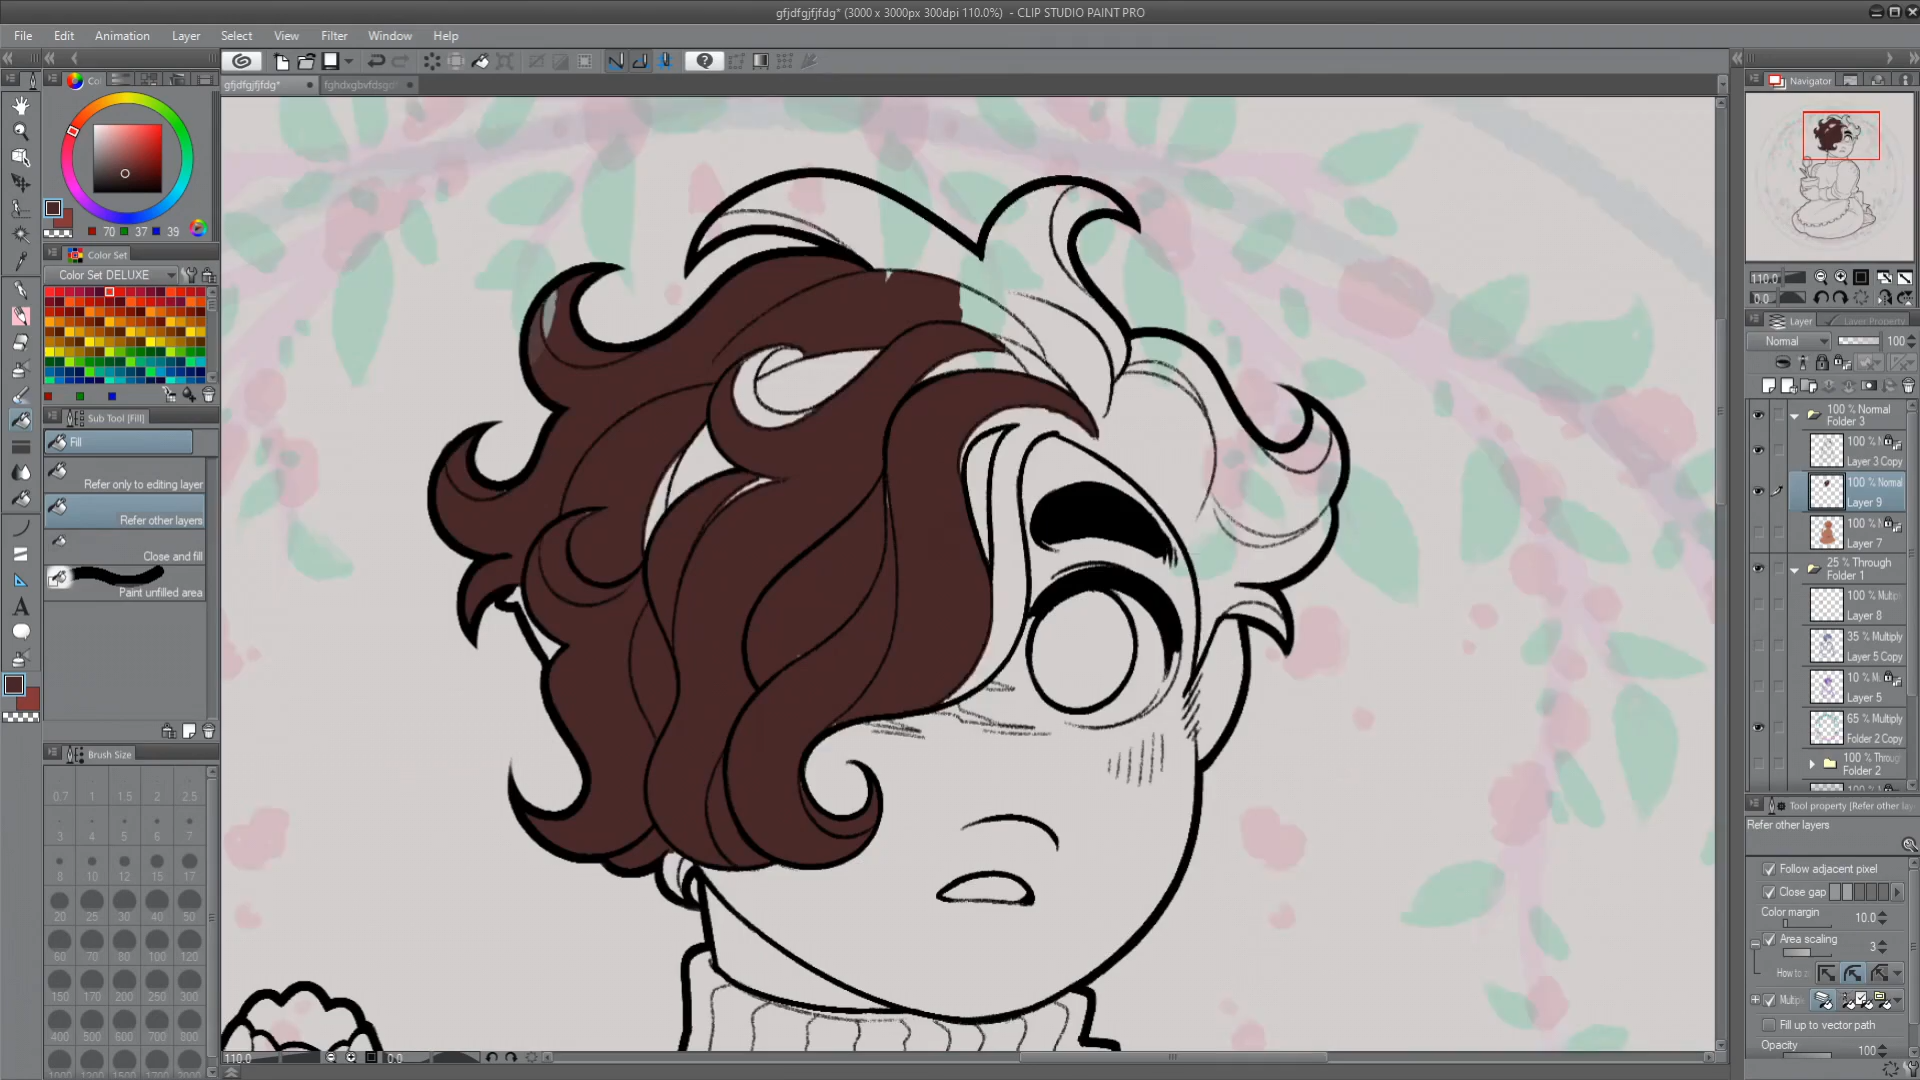 gfjdfgjfjfdg* (3000 x 3000px 300dpi 110.0%) - CLIP STUDIO PAINT PRO
File Edit Animation Layer Select View Filter Window Help
gfjdfgjfjfdg*
70 37 39
Color Set
Color Set DELUXE
Sub Tool [Fill]
Fill
Refer only to editing layer
Refer other layers
Close and fill
Paint unfilled area
Brush Size
0.7 1 1.5 2 2.5
3 4 5 6 7
8 10 12 15 17
20 25 30 40 50
60 70 80 100 120
150 170 200 250 300
400 500 600 700 800
110.0 0.0
Navigator
110.0
0.0
Layer Layer Property
Normal 100
100 % Normal
Folder 3
Layer 3 Copy
100 % Normal
Layer 9
Layer 7
25 % Through
Folder 1
100 % Multipl
Layer 8
35 % Multiply
Layer 5 Copy
10 % M.
Layer 5
65 % Multiply
Folder 2 Copy
100 % Throug
Folder 2
Tool property [Refer other lay
Refer other layers
Follow adjacent pixel
Close gap
Color margin 10.0
Area scaling 3
How to
Multipl
Fill up to vector path
Opacity 100